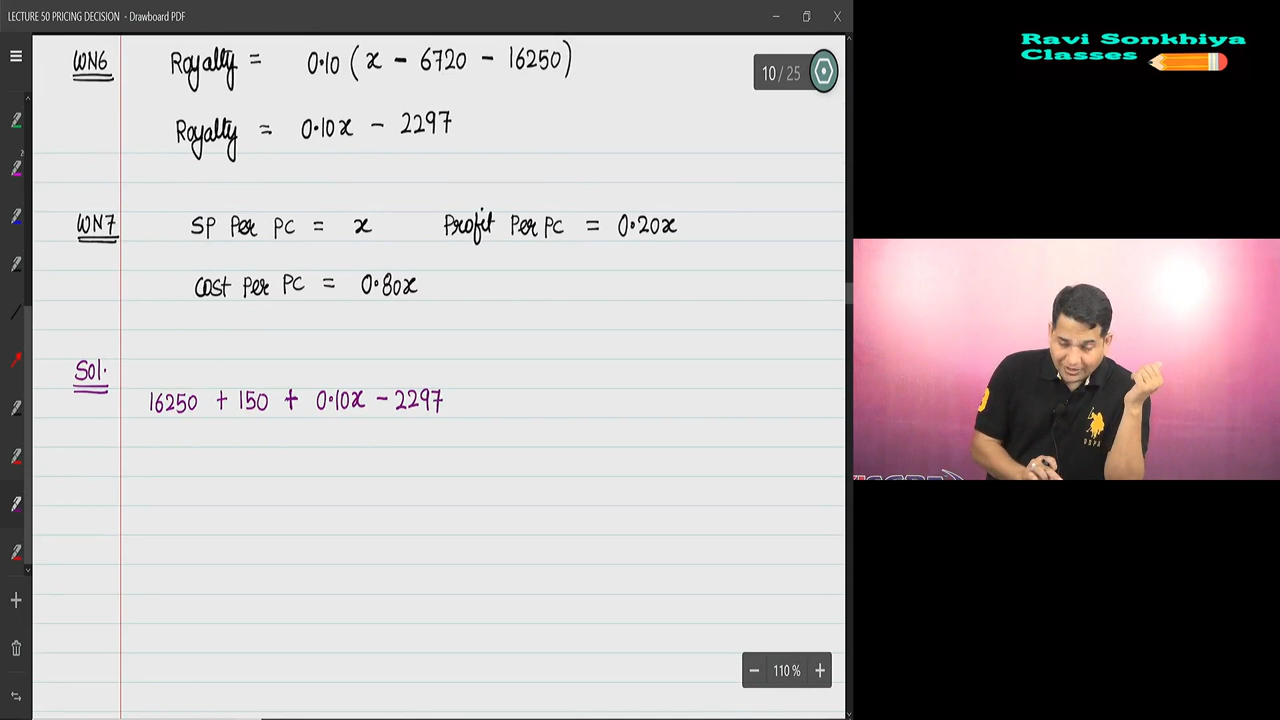 LECTURE 50 PRICING DECISION - Drawboard PDF
Ravi Sonkhiya
Classes
10 / 25
WN6 Royalty = 0.10 ( x - 6720 - 16250)
Royalty = 0.10x - 2297
WN7 SP Per PC = x Profit Per PC = 0.20x
Cost Per PC = 0.80x
Sol.
16250 + 150 + 0.10x - 2297
USPA
110 %